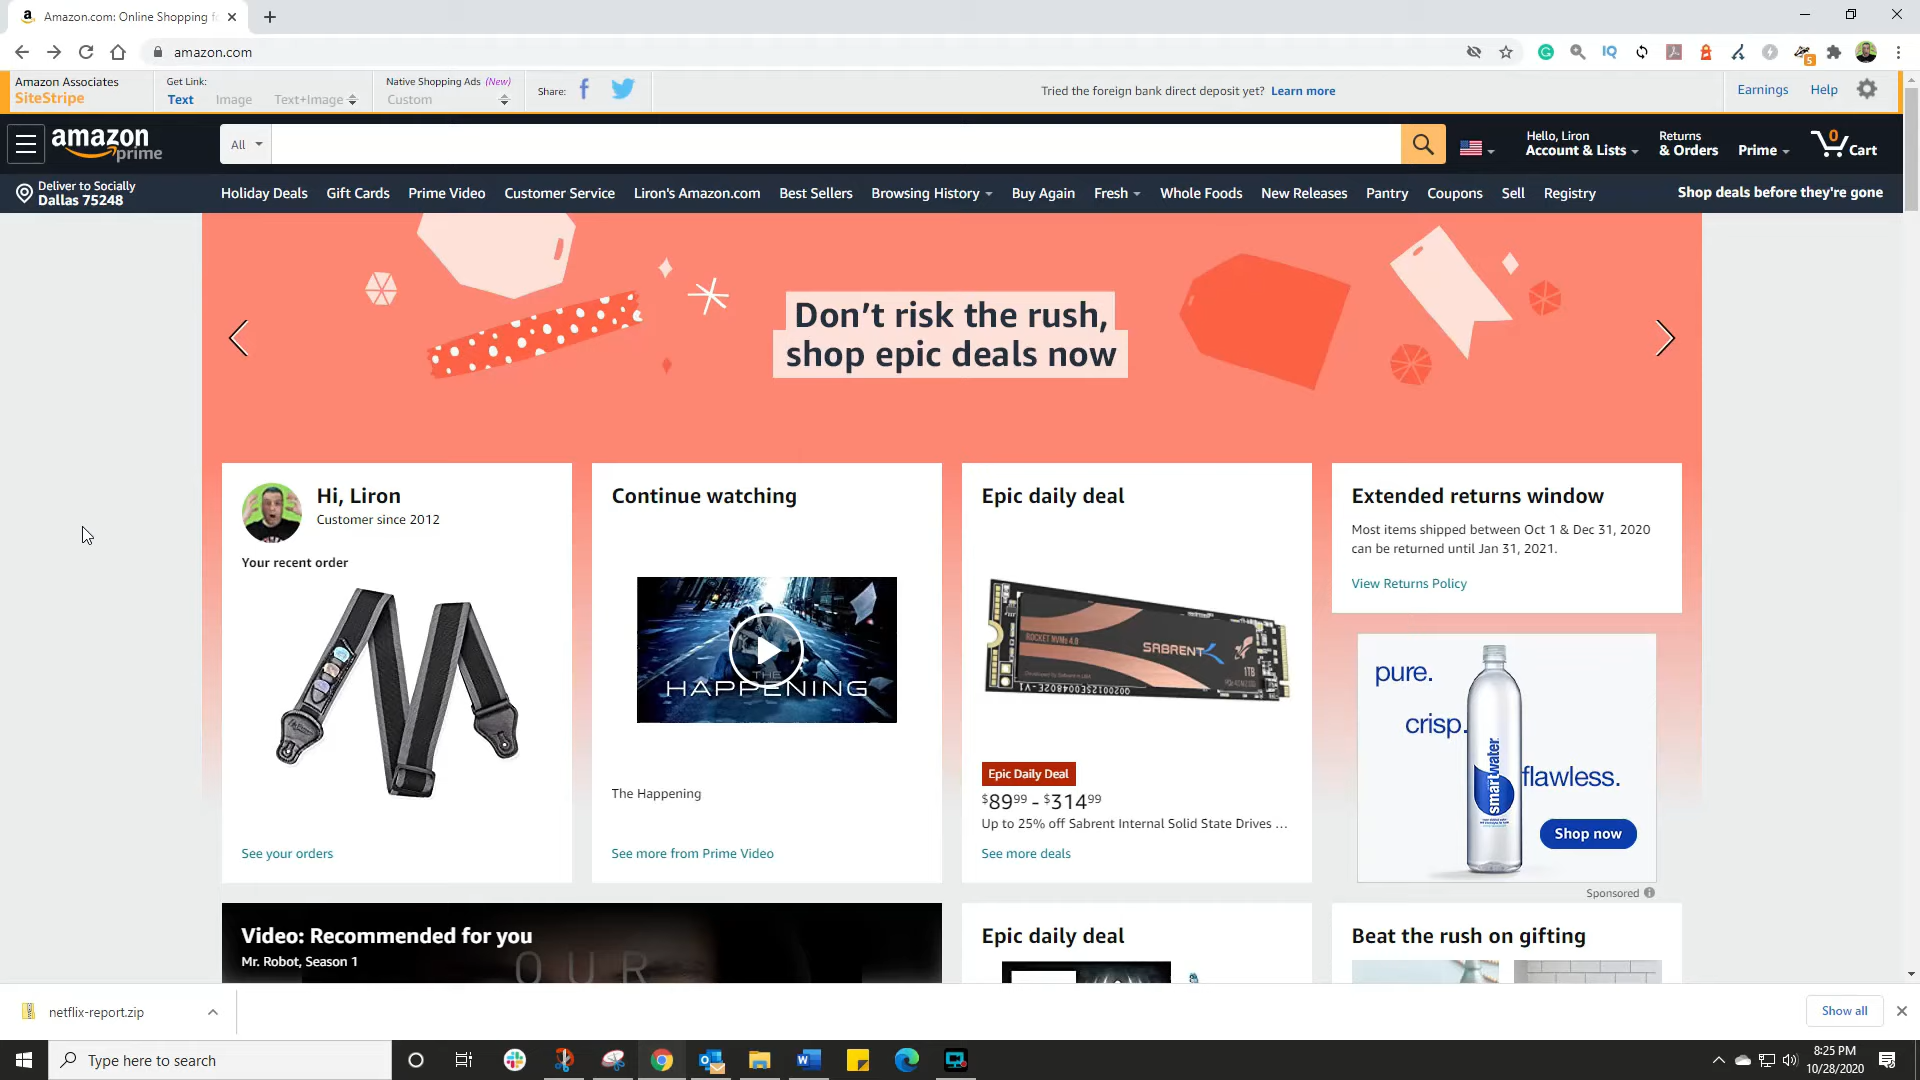 Amazon.com: Online Shopping f
amazon.com
Amazon Associates
SiteStripe
Get Link:
Text Image Text+Image
Native Shopping Ads (New)
Custom
Share:
Tried the foreign bank direct deposit yet? Learn more
Earnings Help
amazon
prime
All
Hello, Liron
Account & Lists
Returns
& Orders
Prime
0
Cart
Deliver to Socially
Dallas 75248
Holiday Deals Gift Cards Prime Video Customer Service Liron's Amazon.com Best Sellers Browsing History Buy Again Fresh Whole Foods New Releases Pantry Coupons Sell Registry
Shop deals before they're gone
Don't risk the rush,
shop epic deals now
Hi, Liron
Customer since 2012
Your recent order
See your orders
Continue watching
THE
HAPPENING
The Happening
See more from Prime Video
Epic daily deal
ROCKET NVMe 4.0
SABRENT
1TB
Epic Daily Deal
$89.99 - $314.99
Up to 25% off Sabrent Internal Solid State Drives …
See more deals
Extended returns window
Most items shipped between Oct 1 & Dec 31, 2020
can be returned until Jan 31, 2021.
View Returns Policy
pure.
crisp.
smartwater
flawless.
Shop now
Sponsored
Video: Recommended for you
Mr. Robot, Season 1
OUR
Epic daily deal
Beat the rush on gifting
netflix-report.zip
Show all
Type here to search
8:25 PM
10/28/2020